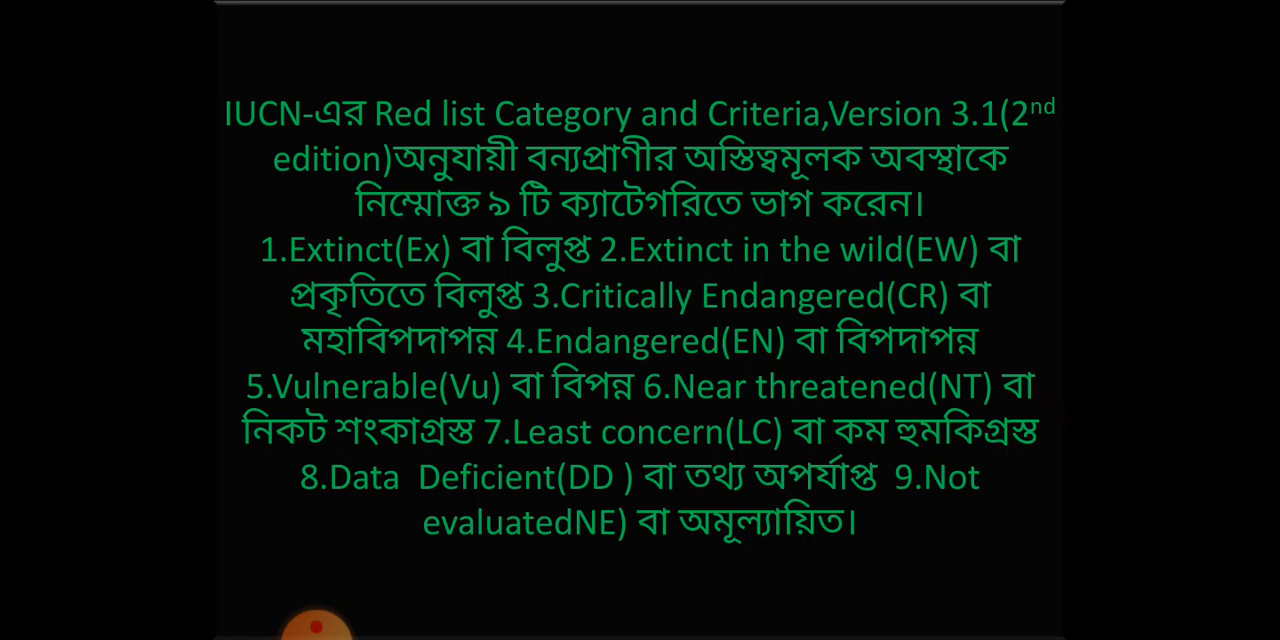 IUCN-এর Red list Category and Criteria,Version 3.1(2nd
edition)অনুযায়ী বন্যপ্রাণীর অস্তিত্বমূলক অবস্থাকে
নিম্মোক্ত ৯ টি ক্যাটেগরিতে ভাগ করেন।
1.Extinct(Ex) বা বিলুপ্ত 2.Extinct in the wild(EW) বা
প্রকৃতিতে বিলুপ্ত 3.Critically Endangered(CR) বা
মহাবিপদাপন্ন 4.Endangered(EN) বা বিপদাপন্ন
5.Vulnerable(Vu) বা বিপন্ন 6.Near threatened(NT) বা
নিকট শংকাগ্রস্ত 7.Least concern(LC) বা কম হুমকিগ্রস্ত
8.Data  Deficient(DD ) বা তথ্য অপর্যাপ্ত  9.Not
evaluatedNE) বা অমূল্যায়িত।